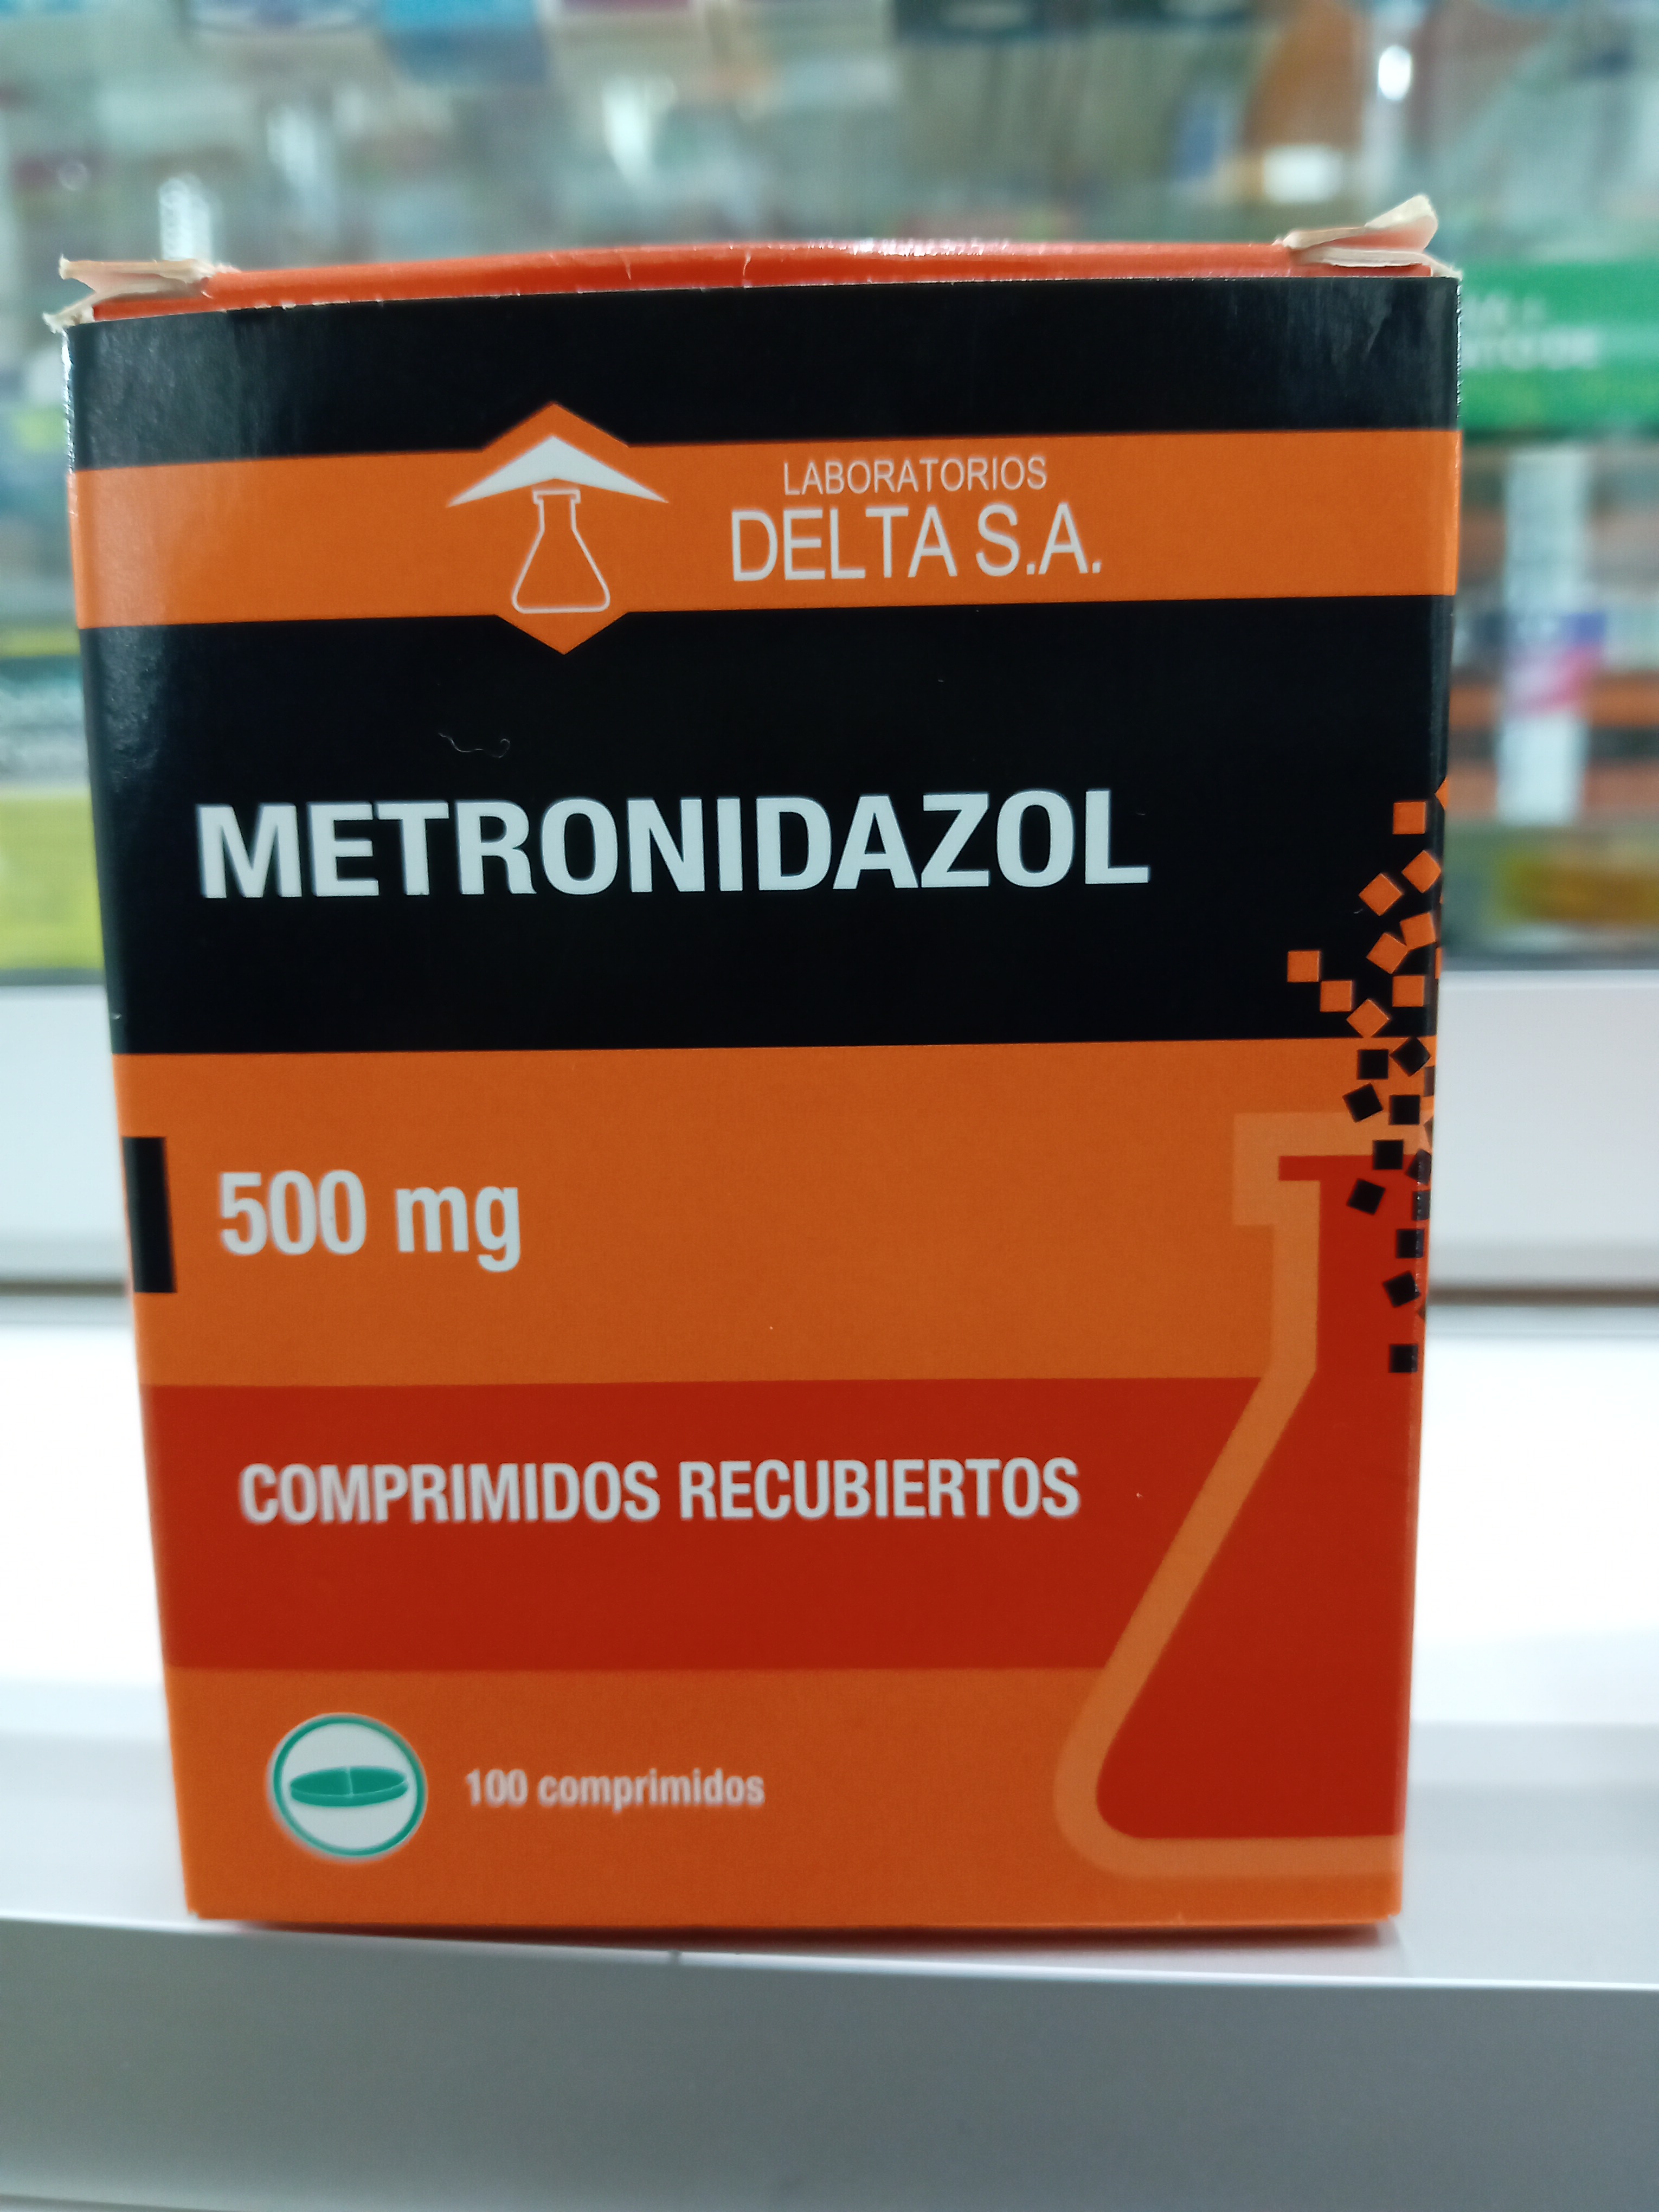 LABORATORIOS
DELTA S.A.
METRONIDAZOL
500 mg
COMPRIMIDOS RECUBIERTOS
100 comprimidos